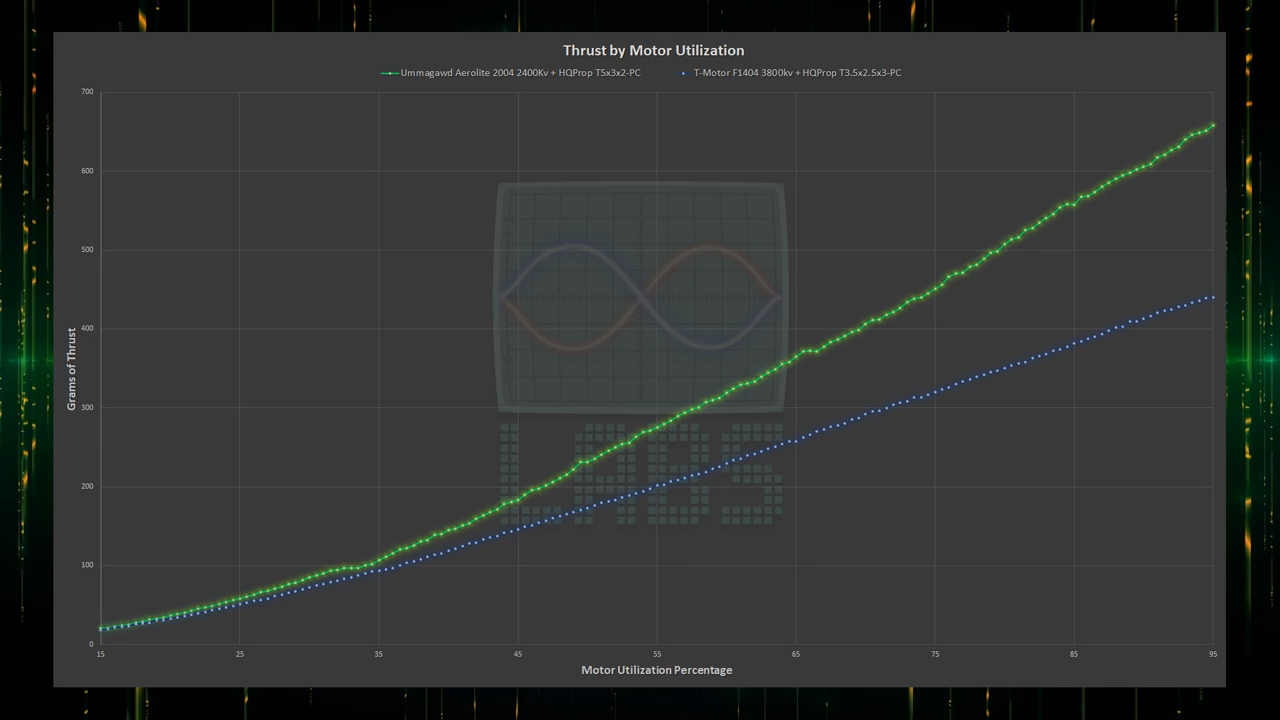 Thrust by Motor Utilization
Ummagawd Aerolite 2004 2400Kv + HQProp T5x3x2-PC
T-Motor F1404 3800kv + HQProp T3.5x2.5x3-PC
700
600
500
400
300
200
100
0
Grams of Thrust
LABS
15 25 35 45 55 65 75 85 95
Motor Utilization Percentage